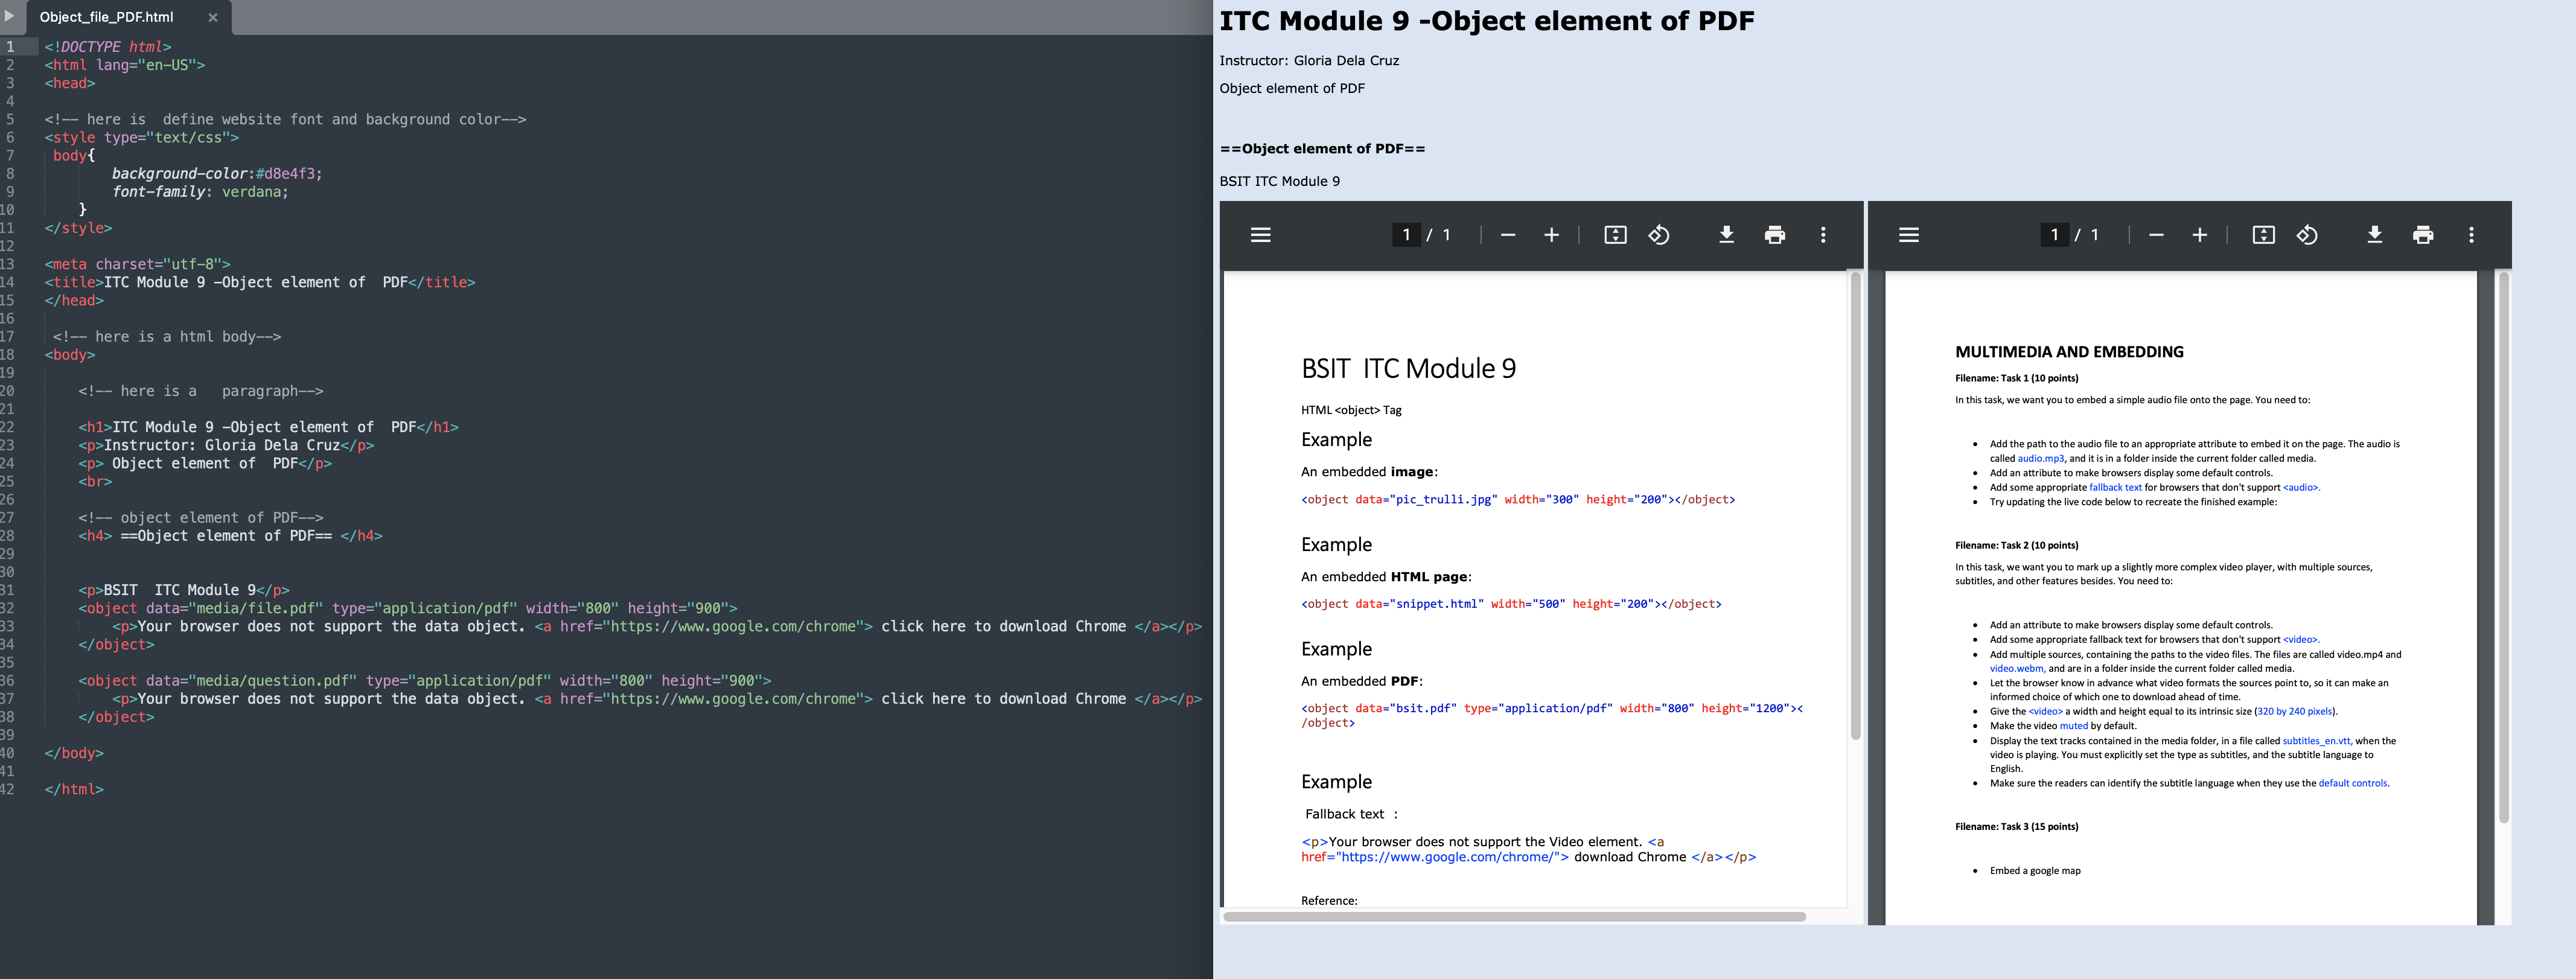 Object_file_PDF.html ×
1 <!DOCTYPE html>
2 <html lang="en-US">
3 <head>
4
5 <!-- here is  define website font and background color-->
6 <style type="text/css">
7 body{
8 background-color:#d8e4f3;
9 font-family: verdana;
10 }
11 </style>
12
13 <meta charset="utf-8">
14 <title>ITC Module 9 -Object element of  PDF</title>
15 </head>
16
17 <!-- here is a html body-->
18 <body>
19
20 <!-- here is a   paragraph-->
21
22 <h1>ITC Module 9 -Object element of  PDF</h1>
23 <p>Instructor: Gloria Dela Cruz</p>
24 <p> Object element of  PDF</p>
25 <br>
26
27 <!-- object element of PDF-->
28 <h4> ==Object element of PDF== </h4>
29
30
31 <p>BSIT  ITC Module 9</p>
32 <object data="media/file.pdf" type="application/pdf" width="800" height="900">
33 <p>Your browser does not support the data object. <a href="https://www.google.com/chrome"> click here to download Chrome </a></p>
34 </object>
35
36 <object data="media/question.pdf" type="application/pdf" width="800" height="900">
37 <p>Your browser does not support the data object. <a href="https://www.google.com/chrome"> click here to download Chrome </a></p>
38 </object>
39
40 </body>
41
42 </html>
ITC Module 9 -Object element of PDF
Instructor: Gloria Dela Cruz
Object element of PDF
==Object element of PDF==
BSIT ITC Module 9
1 / 1
BSIT  ITC Module 9
HTML <object> Tag
Example
An embedded image:
<object data="pic_trulli.jpg" width="300" height="200"></object>
Example
An embedded HTML page:
<object data="snippet.html" width="500" height="200"></object>
Example
An embedded PDF:
<object data="bsit.pdf" type="application/pdf" width="800" height="1200"><
/object>
Example
Fallback text  :
<p>Your browser does not support the Video element. <a
href="https://www.google.com/chrome/"> download Chrome </a></p>
Reference:
1 / 1
MULTIMEDIA AND EMBEDDING
Filename: Task 1 (10 points)
In this task, we want you to embed a simple audio file onto the page. You need to:
• Add the path to the audio file to an appropriate attribute to embed it on the page. The audio is
called audio.mp3, and it is in a folder inside the current folder called media.
• Add an attribute to make browsers display some default controls.
• Add some appropriate fallback text for browsers that don't support <audio>.
• Try updating the live code below to recreate the finished example:
Filename: Task 2 (10 points)
In this task, we want you to mark up a slightly more complex video player, with multiple sources,
subtitles, and other features besides. You need to:
• Add an attribute to make browsers display some default controls.
• Add some appropriate fallback text for browsers that don't support <video>.
• Add multiple sources, containing the paths to the video files. The files are called video.mp4 and
video.webm, and are in a folder inside the current folder called media.
• Let the browser know in advance what video formats the sources point to, so it can make an
informed choice of which one to download ahead of time.
• Give the <video> a width and height equal to its intrinsic size (320 by 240 pixels).
• Make the video muted by default.
• Display the text tracks contained in the media folder, in a file called subtitles_en.vtt, when the
video is playing. You must explicitly set the type as subtitles, and the subtitle language to
English.
• Make sure the readers can identify the subtitle language when they use the default controls.
Filename: Task 3 (15 points)
• Embed a google map